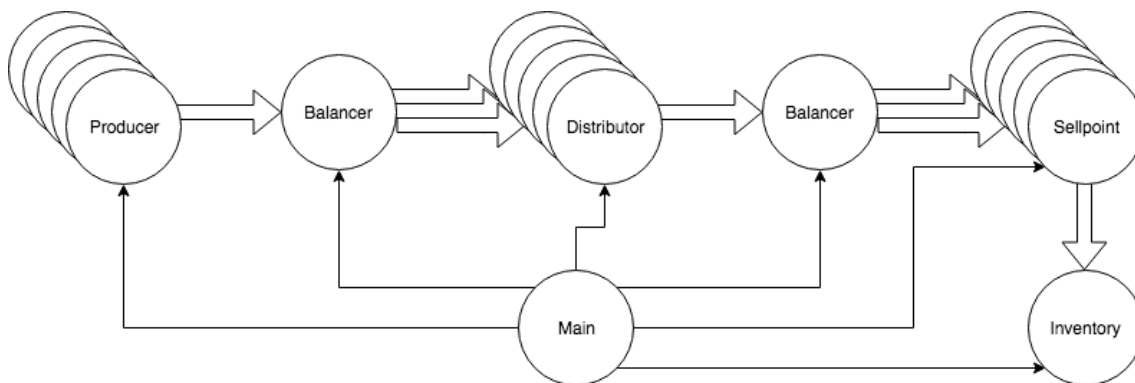 Producer
Balancer
Distributor
Balancer
Sellpoint
Main
Inventory